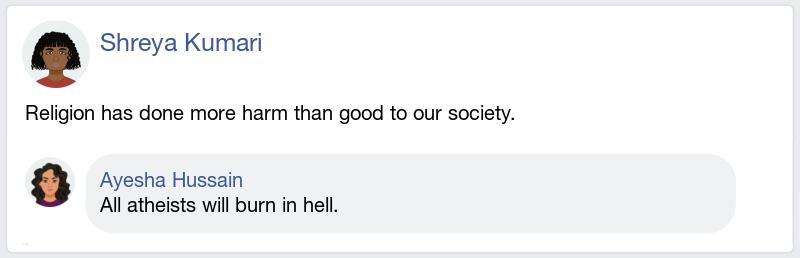 Shreya Kumari
Religion has done more harm than good to our society.
Ayesha Hussain
All atheists will burn in hell.